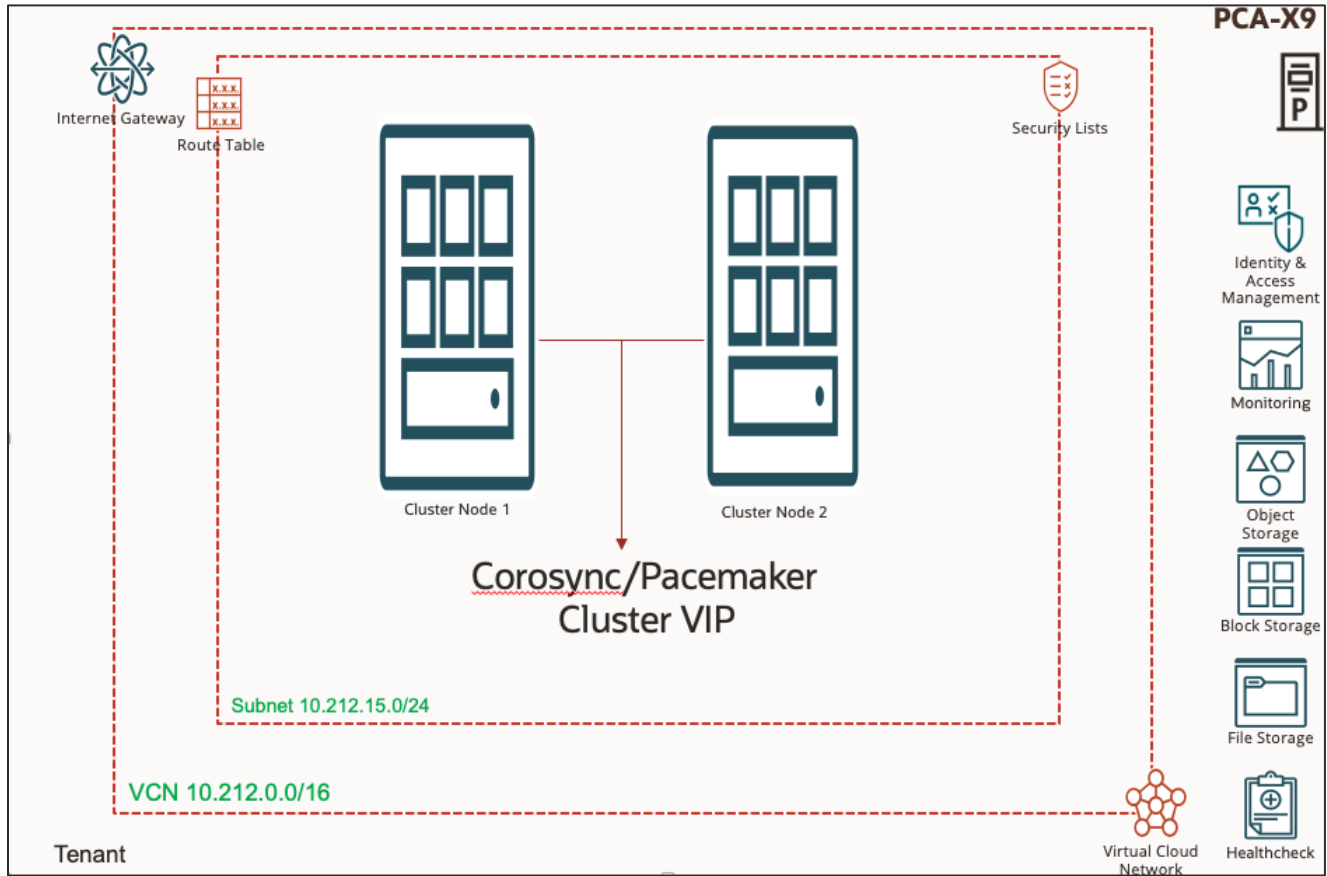 PCA-X9
P
Internet Gateway
x.x.x.
x.x.x.
x.x.x.
Route Table
Security Lists
Identity &
Access
Management
Monitoring
Cluster Node 1
Cluster Node 2
Object
Storage
Corosync/Pacemaker
Cluster VIP
Block Storage
Subnet 10.212.15.0/24
File Storage
VCN 10.212.0.0/16
Tenant
Virtual Cloud
Network
Healthcheck